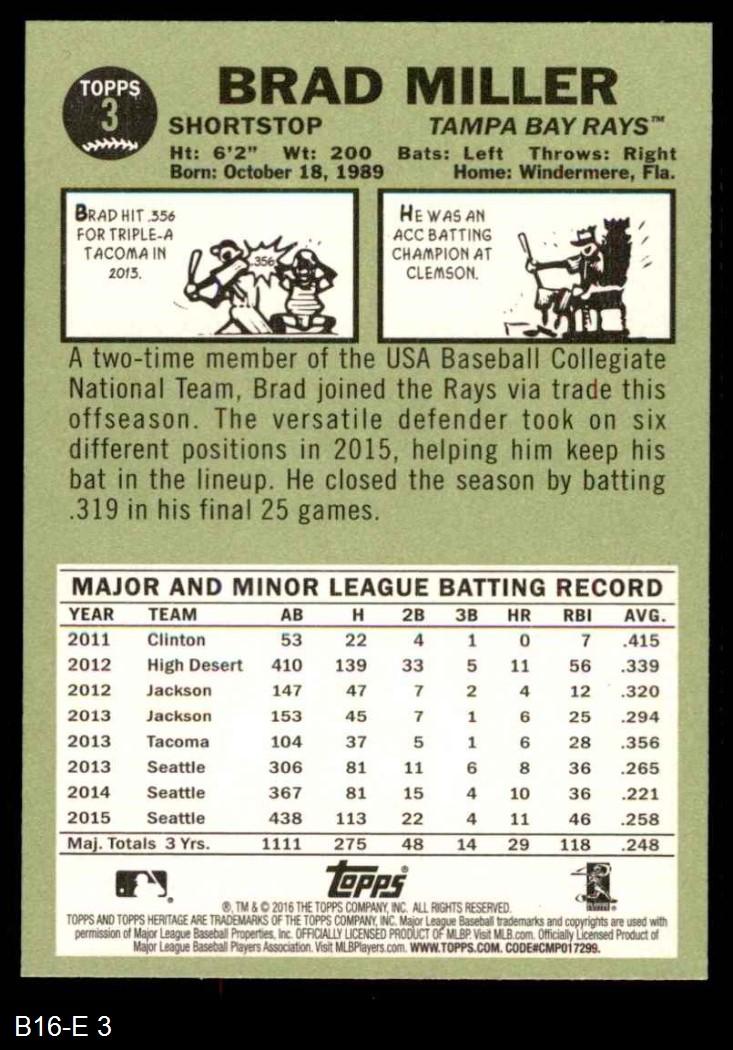 TOPPS
3
BRAD MILLER
SHORTSTOP TAMPA BAY RAYS™
Ht: 6'2" Wt: 200 Bats: Left Throws: Right
Born: October 18, 1989 Home: Windermere, Fla.
BRAD HIT .356
FOR TRIPLE-A
TACOMA IN
2013.
.356
HE WAS AN
ACC BATTING
CHAMPION AT
CLEMSON.
A two-time member of the USA Baseball Collegiate
National Team, Brad joined the Rays via trade this
offseason. The versatile defender took on six
different positions in 2015, helping him keep his
bat in the lineup. He closed the season by batting
.319 in his final 25 games.
MAJOR AND MINOR LEAGUE BATTING RECORD
YEAR TEAM AB H 2B 3B HR RBI AVG.
2011 Clinton 53 22 4 1 0 7 .415
2012 High Desert 410 139 33 5 11 56 .339
2012 Jackson 147 47 7 2 4 12 .320
2013 Jackson 153 45 7 1 6 25 .294
2013 Tacoma 104 37 5 1 6 28 .356
2013 Seattle 306 81 11 6 8 36 .265
2014 Seattle 367 81 15 4 10 36 .221
2015 Seattle 438 113 22 4 11 46 .258
Maj. Totals 3 Yrs. 1111 275 48 14 29 118 .248
topps®
®, TM & © 2016 THE TOPPS COMPANY, INC. ALL RIGHTS RESERVED.
TOPPS AND TOPPS HERITAGE ARE TRADEMARKS OF THE TOPPS COMPANY, INC. Major League Baseball trademarks and copyrights are used with
permission of Major League Baseball Properties, Inc. OFFICIALLY LICENSED PRODUCT OF MLBP. Visit MLB.com. Officially Licensed Product of
Major League Baseball Players Association. Visit MLBPlayers.com. WWW.TOPPS.COM. CODE#CMP017299.
B16-E 3